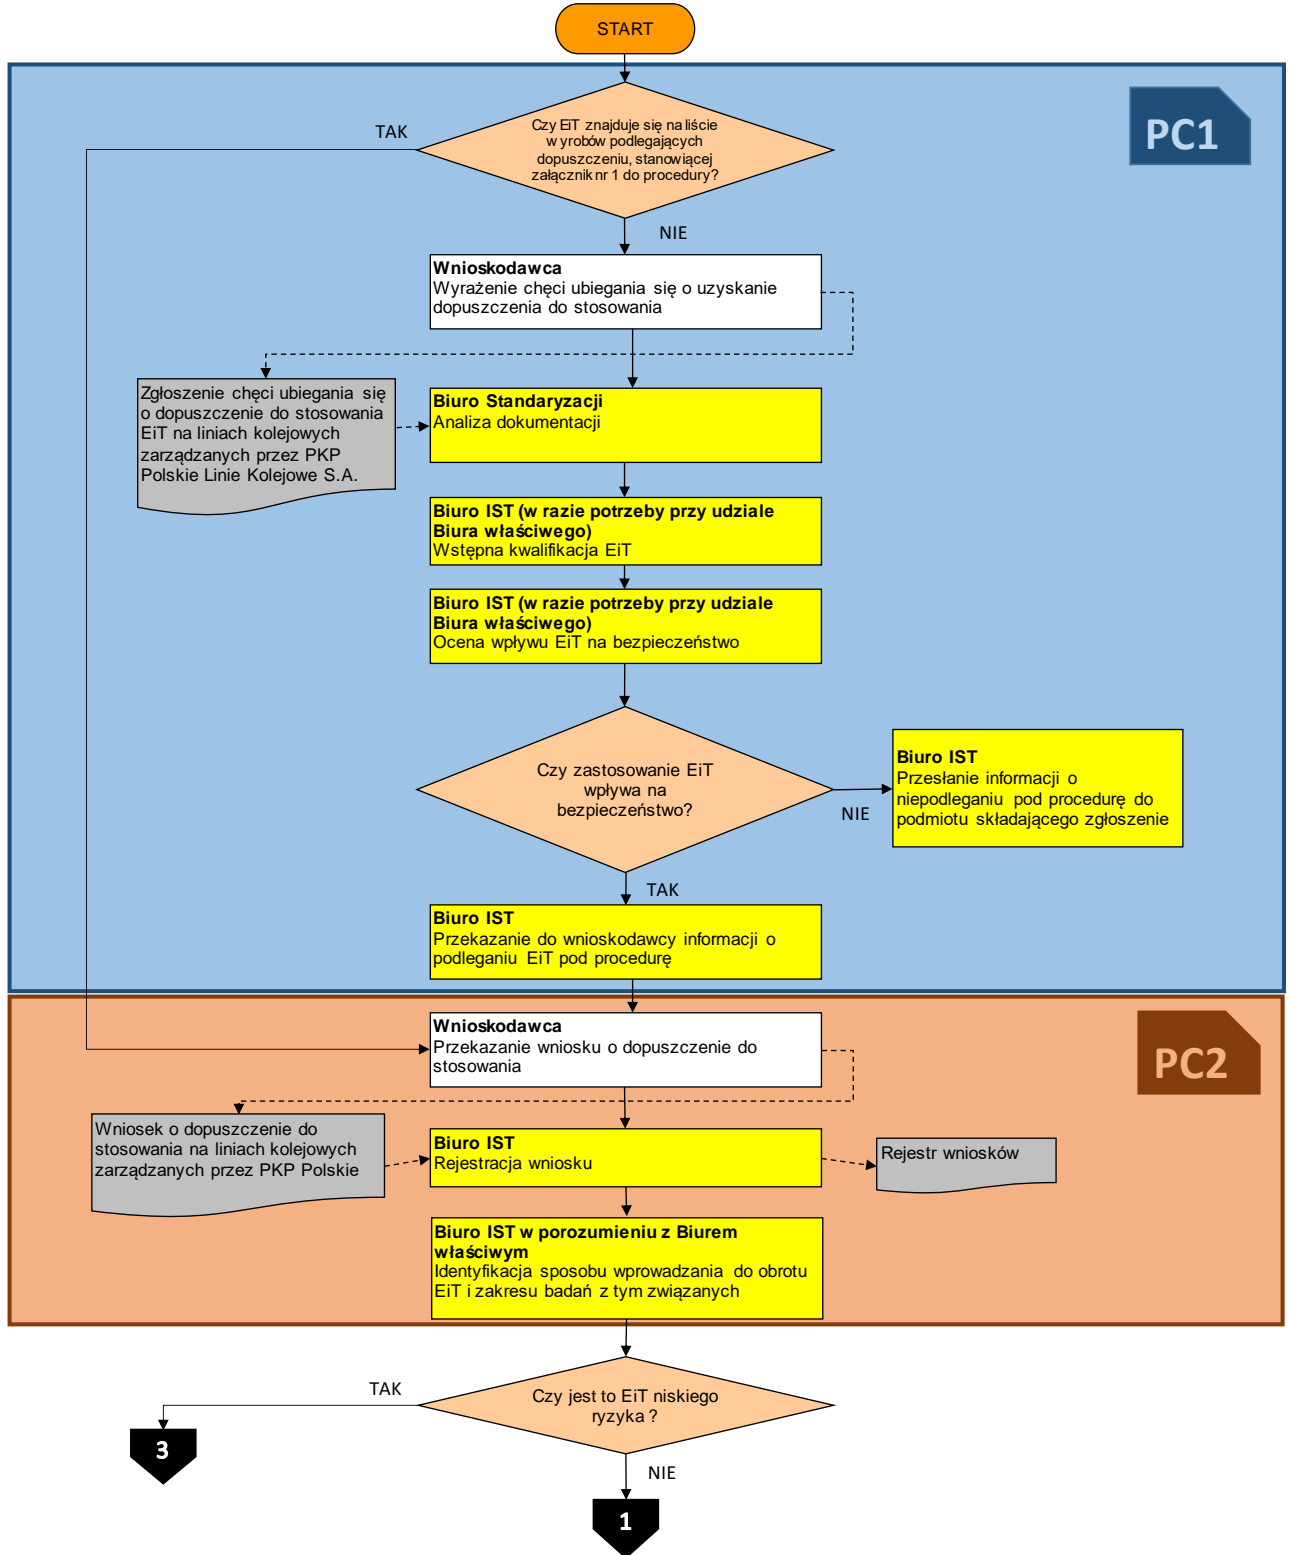 START
PC1
Czy EiT znajduje się na liście
wyrobów podlegających
dopuszczeniu, stanowiącej
załącznik nr 1 do procedury?
TAK
NIE
Wnioskodawca
Wyrażenie chęci ubiegania się o uzyskanie
dopuszczenia do stosowania
Zgłoszenie chęci ubiegania się
o dopuszczenie do stosowania
EiT na liniach kolejowych
zarządzanych przez PKP
Polskie Linie Kolejowe S.A.
Biuro Standaryzacji
Analiza dokumentacji
Biuro IST (w razie potrzeby przy udziale
Biura właściwego)
Wstępna kwalifikacja EiT
Biuro IST (w razie potrzeby przy udziale
Biura właściwego)
Ocena wpływu EiT na bezpieczeństwo
Czy zastosowanie EiT
wpływa na
bezpieczeństwo?
NIE
Biuro IST
Przesłanie informacji o
niepodleganiu pod procedurę do
podmiotu składającego zgłoszenie
TAK
Biuro IST
Przekazanie do wnioskodawcy informacji o
podleganiu EiT pod procedurę
PC2
Wnioskodawca
Przekazanie wniosku o dopuszczenie do
stosowania
Wniosek o dopuszczenie do
stosowania na liniach kolejowych
zarządzanych przez PKP Polskie
Biuro IST
Rejestracja wniosku
Rejestr wniosków
Biuro IST w porozumieniu z Biurem
właściwym
Identyfikacja sposobu wprowadzania do obrotu
EiT i zakresu badań z tym związanych
Czy jest to EiT niskiego
ryzyka ?
TAK
3
NIE
1